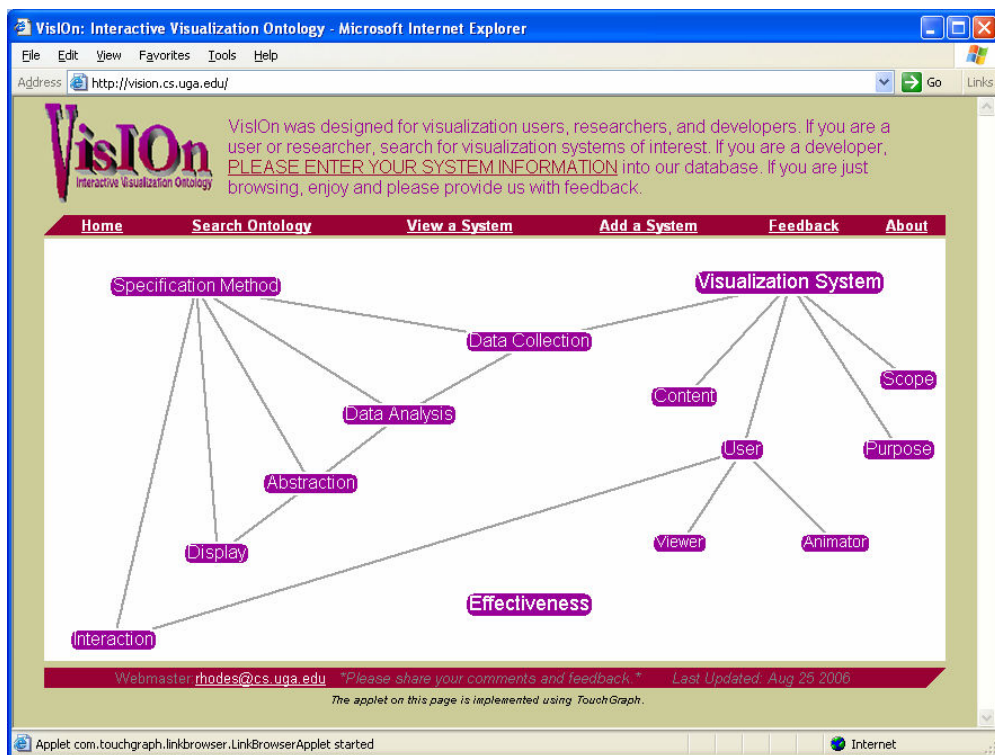 VisIOn: Interactive Visualization Ontology - Microsoft Internet Explorer
File Edit View Favorites Tools Help
Address http://vision.cs.uga.edu/ Go Links
VisIOn
Interactive Visualization Ontology
VisIOn was designed for visualization users, researchers, and developers. If you are a
user or researcher, search for visualization systems of interest. If you are a developer,
PLEASE ENTER YOUR SYSTEM INFORMATION into our database. If you are just
browsing, enjoy and please provide us with feedback.
Home Search Ontology View a System Add a System Feedback About
Specification Method Visualization System
Data Collection
Scope
Content
Data Analysis
User Purpose
Abstraction
Viewer Animator
Display
Effectiveness
Interaction
Webmaster: rhodes@cs.uga.edu *Please share your comments and feedback.* Last Updated: Aug 25 2006
The applet on this page is implemented using TouchGraph.
Applet com.touchgraph.linkbrowser.LinkBrowserApplet started Internet